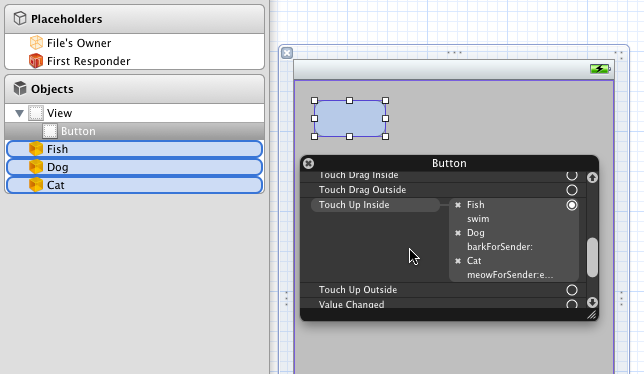 Placeholders
File's Owner
First Responder
Objects
View
Button
Fish
Dog
Cat
Button
Touch Drag Inside
Touch Drag Outside
Touch Up Inside
Fish
swim
Dog
barkForSender:
Cat
meowForSender:e...
Touch Up Outside
Value Changed